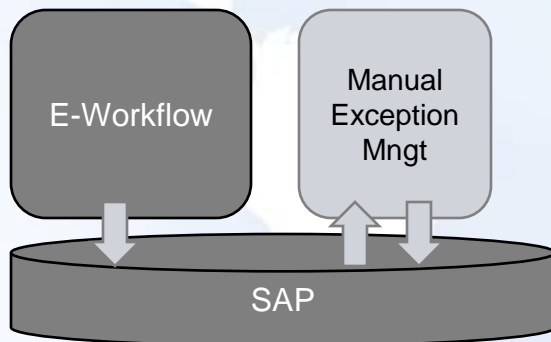 E-Workflow
Manual
Exception
Mngt
SAP